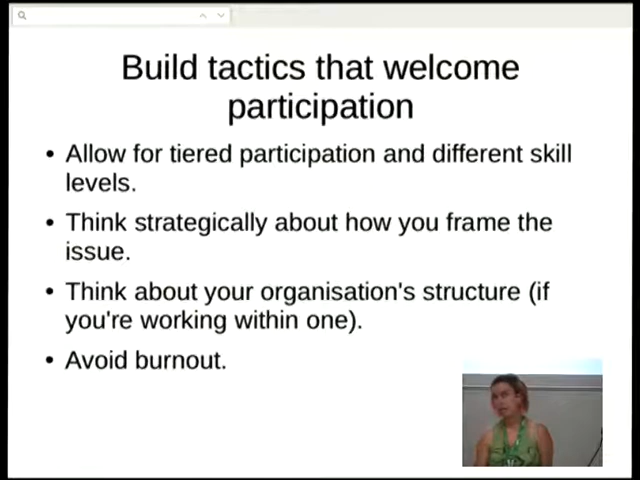 Build tactics that welcome
participation
• Allow for tiered participation and different skill
levels.
• Think strategically about how you frame the
issue.
• Think about your organisation's structure (if
you're working within one).
• Avoid burnout.